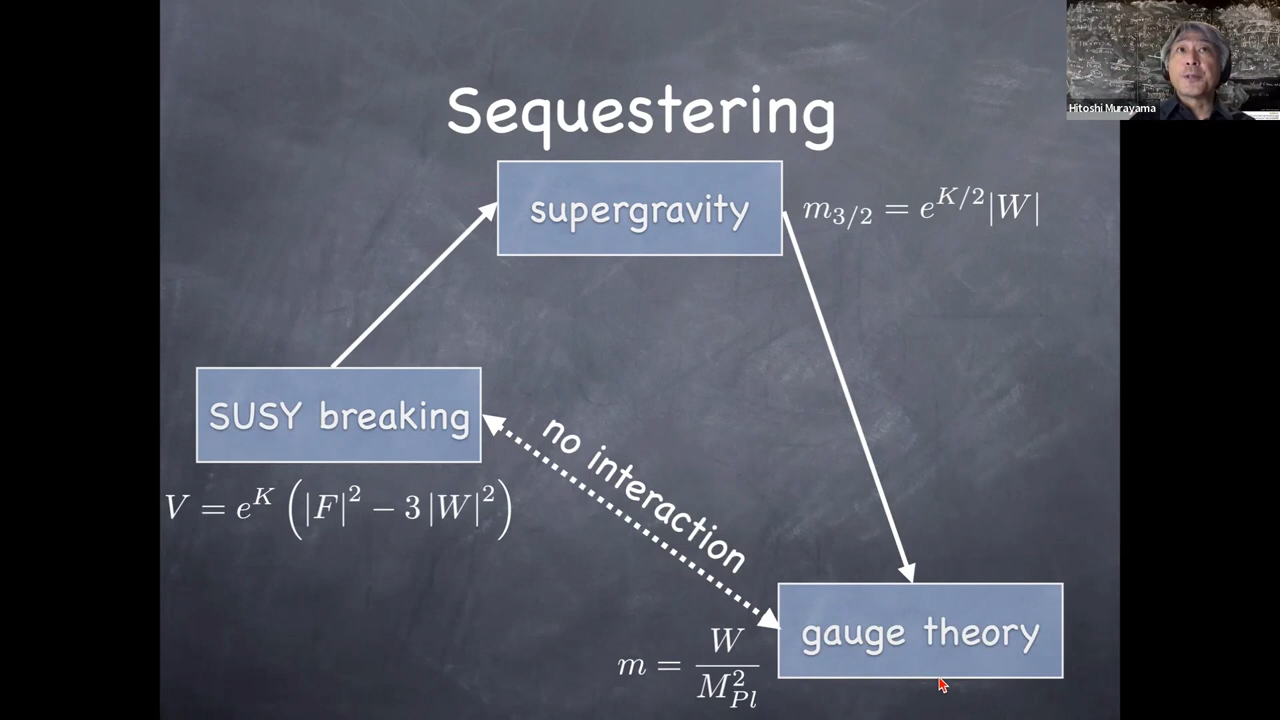 Hitoshi Murayama
Sequestering
supergravity
m_{3/2} = e^{K/2}|W|
SUSY breaking
no interaction
V = e^K (|F|^2 − 3 |W|^2)
gauge theory
m = W / M_{Pl}^2